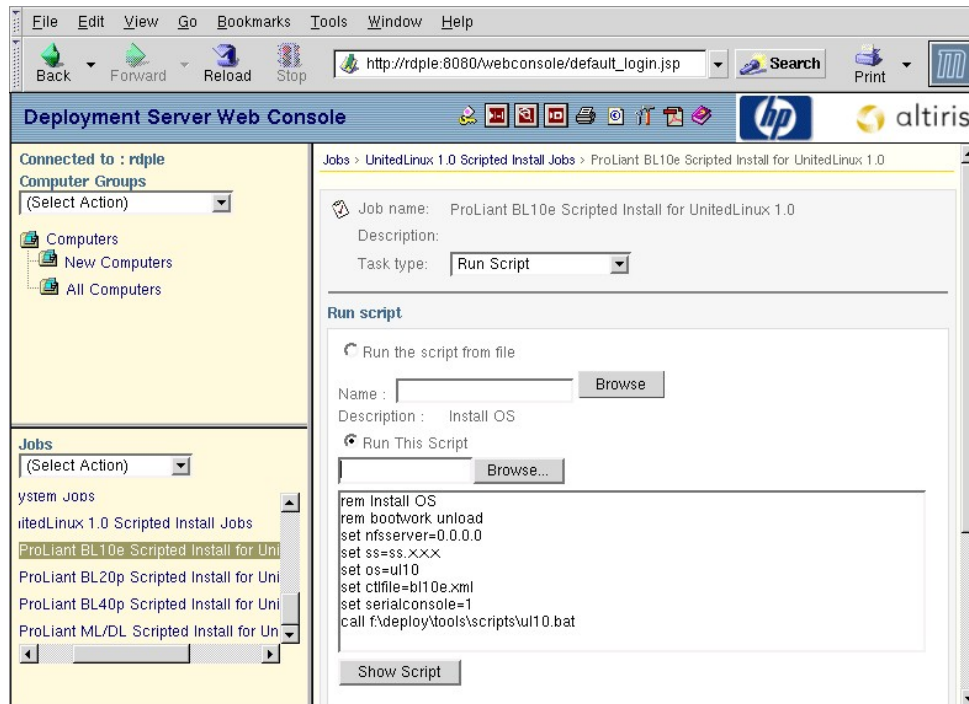 File Edit View Go Bookmarks Tools Window Help
Back Forward Reload Stop http://rdple:8080/webconsole/default_login.jsp Search Print
Deployment Server Web Console hp altiris
Connected to : rdple
Computer Groups
(Select Action)
Computers
New Computers
All Computers
Jobs
(Select Action)
ystem Jobs
itedLinux 1.0 Scripted Install Jobs
ProLiant BL10e Scripted Install for Uni
ProLiant BL20p Scripted Install for Uni
ProLiant BL40p Scripted Install for Uni
ProLiant ML/DL Scripted Install for Un
Jobs > UnitedLinux 1.0 Scripted Install Jobs > ProLiant BL10e Scripted Install for UnitedLinux 1.0
Job name: ProLiant BL10e Scripted Install for UnitedLinux 1.0
Description:
Task type: Run Script
Run script
Run the script from file
Name : Browse
Description : Install OS
Run This Script
Browse...
rem Install OS
rem bootwork unload
set nfsserver=0.0.0.0
set ss=ss.xxx
set os=ul10
set ctlfile=bl10e.xml
set serialconsole=1
call f:\deploy\tools\scripts\ul10.bat
Show Script